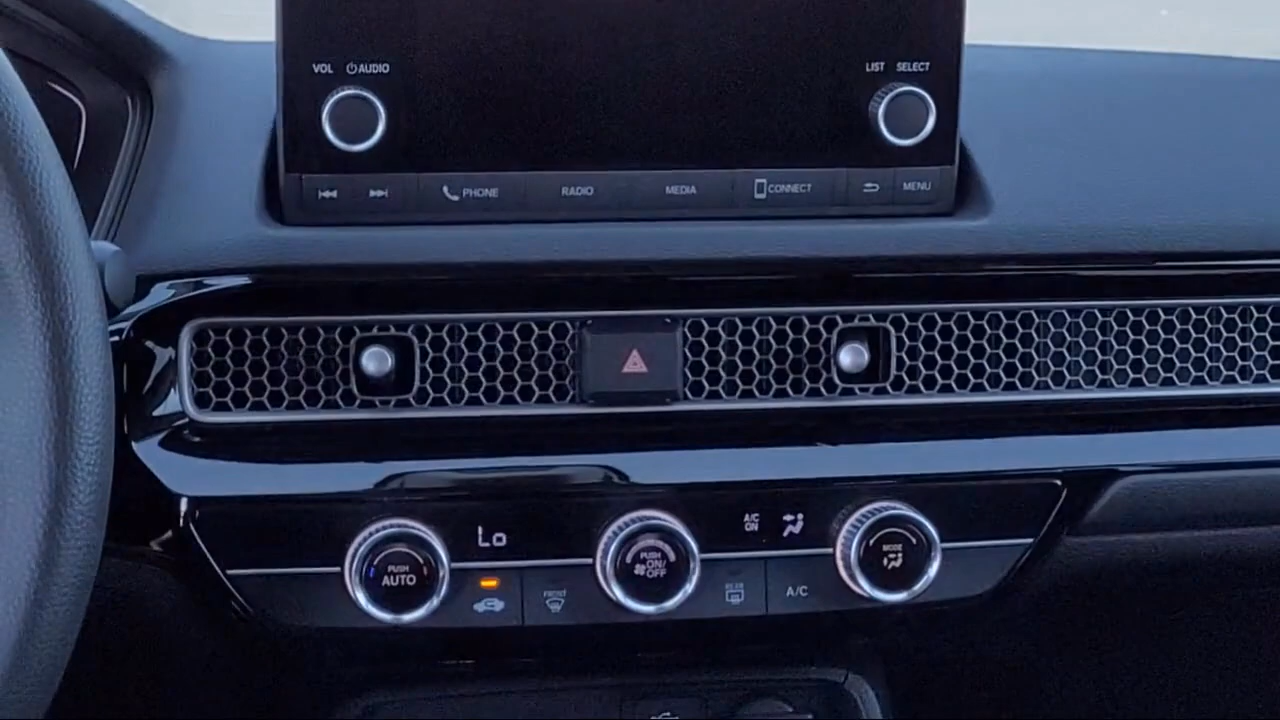 VOL AUDIO
LIST SELECT
PHONE
RADIO
MEDIA
CONNECT
MENU
Lo
A/C
ON
PUSH
AUTO
PUSH
ON/
OFF
MODE
FRONT
REAR
A/C